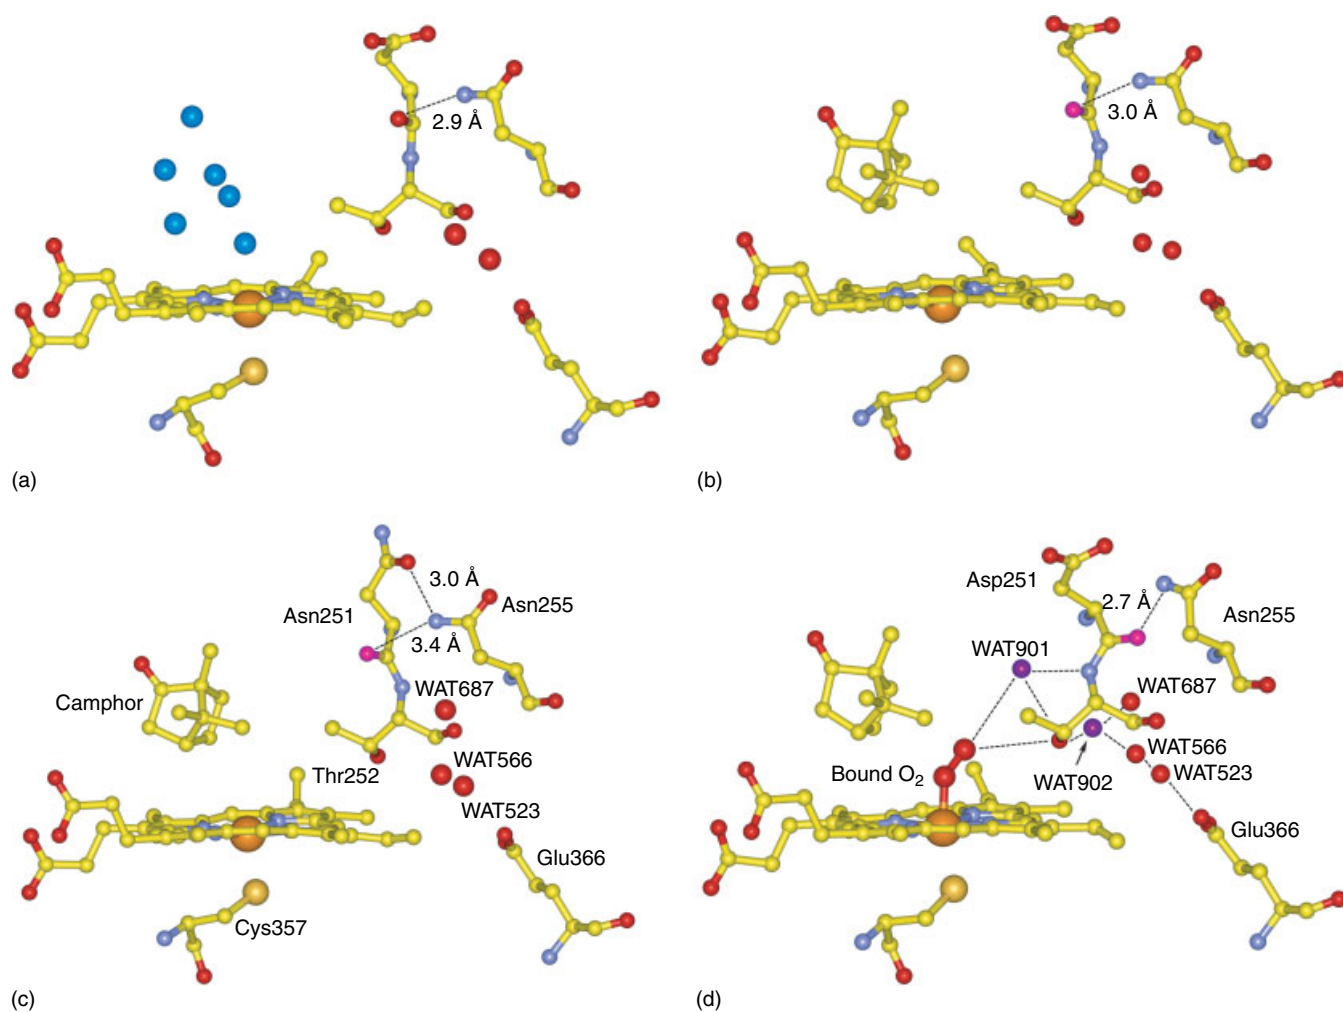 2.9 Å
(a)
3.0 Å
(b)
3.0 Å
Asn251
Asn255
3.4 Å
WAT687
Camphor
Thr252
WAT566
WAT523
Glu366
Cys357
(c)
Asp251
2.7 Å
Asn255
WAT901
WAT687
WAT566
Bound O₂
WAT902
WAT523
Glu366
(d)